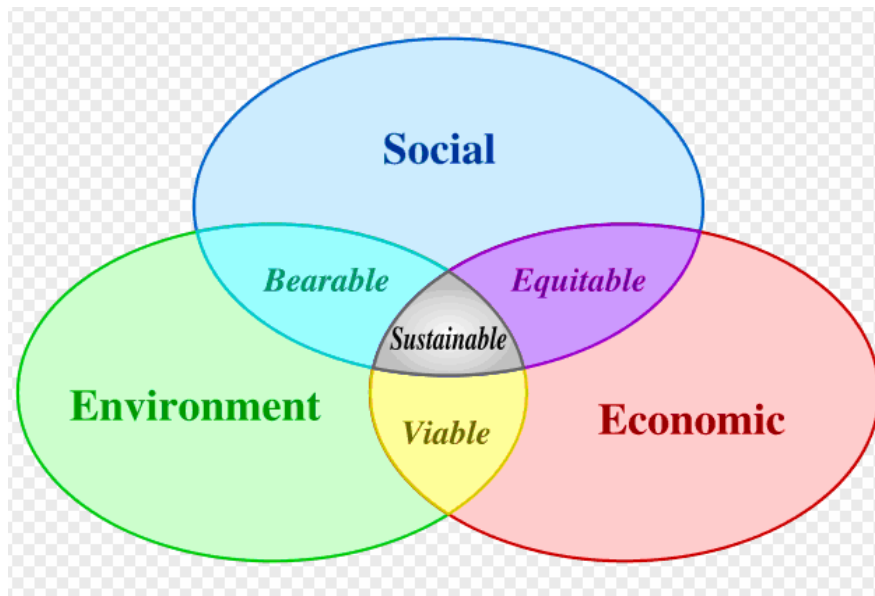 Social
Bearable
Equitable
Sustainable
Environment
Economic
Viable